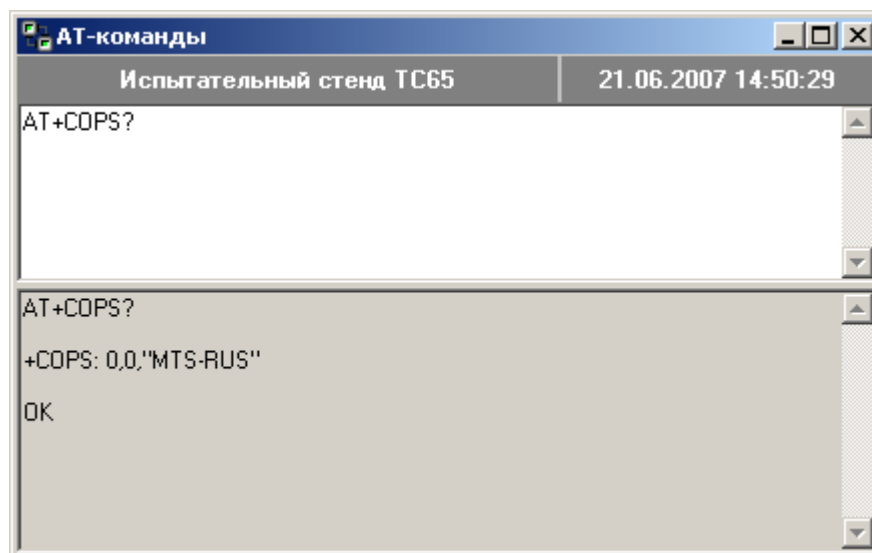 АТ-команды
Испытательный стенд TC65
21.06.2007 14:50:29
AT+COPS?
AT+COPS?
+COPS: 0,0,"MTS-RUS"
OK